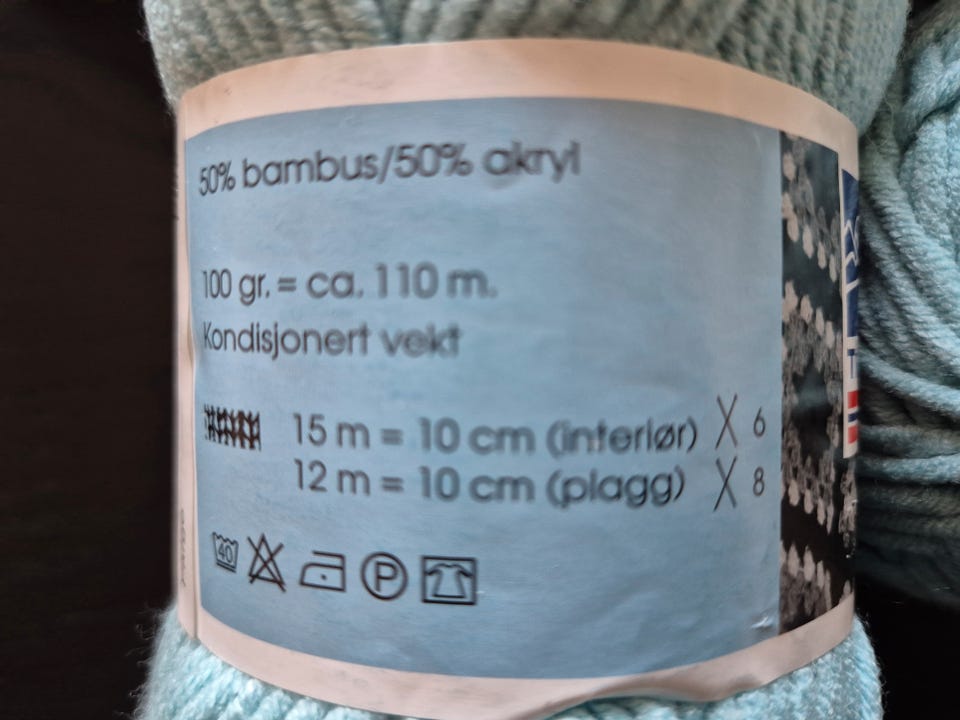 50% bambus/50% akryl
100 gr. = ca. 110 m.
Kondisjonert vekt
15 m = 10 cm (interiør) X 6
12 m = 10 cm (plagg) X 8
40 P